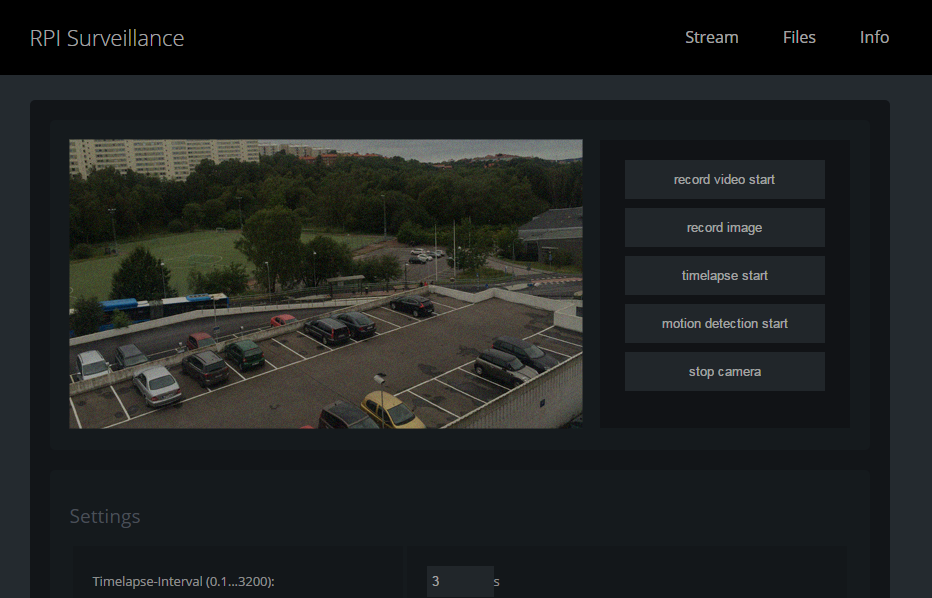 RPI Surveillance
Stream Files Info
record video start
record image
timelapse start
motion detection start
stop camera
Settings
Timelapse-Interval (0.1...3200): 3 s